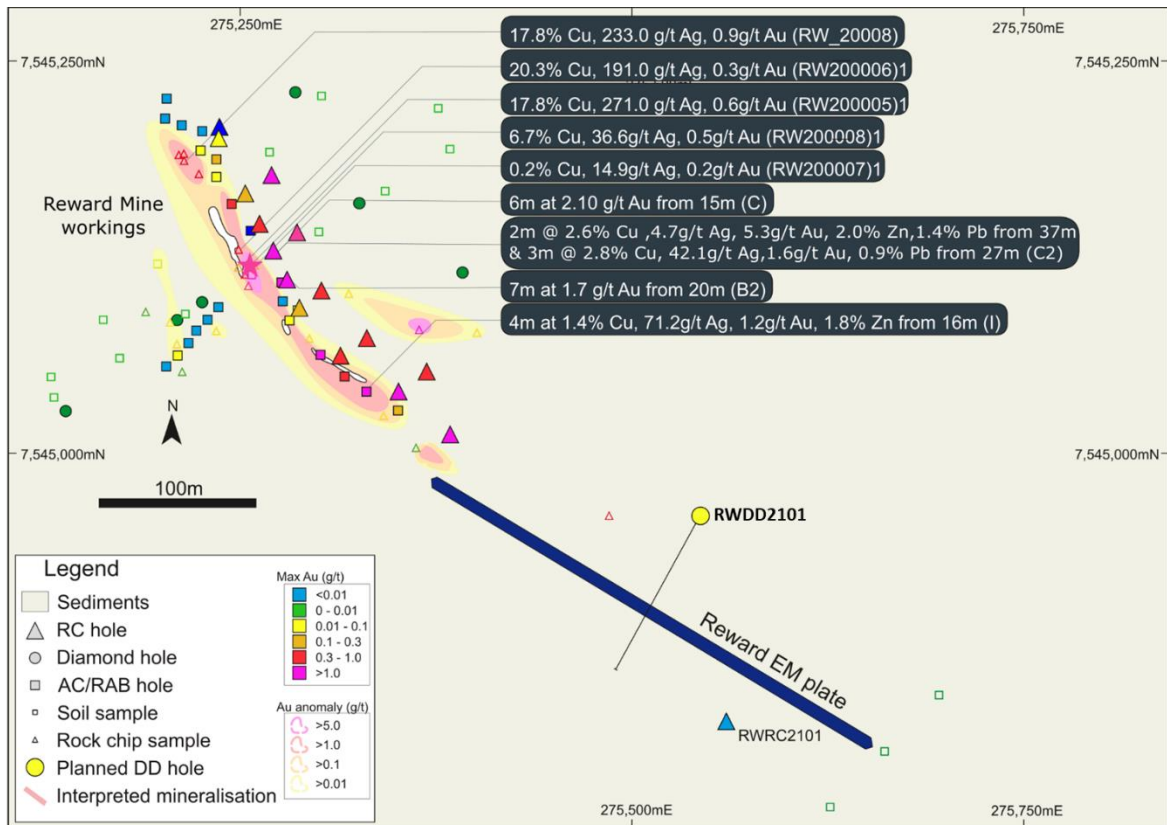 275,250mE
275,750mE
7,545,250mN
7,545,250mN
17.8% Cu, 233.0 g/t Ag, 0.9g/t Au (RW_20008)
20.3% Cu, 191.0 g/t Ag, 0.3g/t Au (RW200006)1
17.8% Cu, 271.0 g/t Ag, 0.6g/t Au (RW200005)1
6.7% Cu, 36.6g/t Ag, 0.5g/t Au (RW200008)1
0.2% Cu, 14.9g/t Ag, 0.2g/t Au (RW200007)1
6m at 2.10 g/t Au from 15m (C)
2m @ 2.6% Cu ,4.7g/t Ag, 5.3g/t Au, 2.0% Zn,1.4% Pb from 37m
& 3m @ 2.8% Cu, 42.1g/t Ag,1.6g/t Au, 0.9% Pb from 27m (C2)
7m at 1.7 g/t Au from 20m (B2)
4m at 1.4% Cu, 71.2g/t Ag, 1.2g/t Au, 1.8% Zn from 16m (I)
Reward Mine
workings
N
7,545,000mN
7,545,000mN
100m
RWDD2101
Reward EM plate
RWRC2101
Legend
Sediments
RC hole
Diamond hole
AC/RAB hole
Soil sample
Rock chip sample
Planned DD hole
Interpreted mineralisation
Max Au (g/t)
<0.01
0 - 0.01
0.01 - 0.1
0.1 - 0.3
0.3 - 1.0
>1.0
Au anomaly (g/t)
>5.0
>1.0
>0.1
>0.01
275,500mE
275,750mE